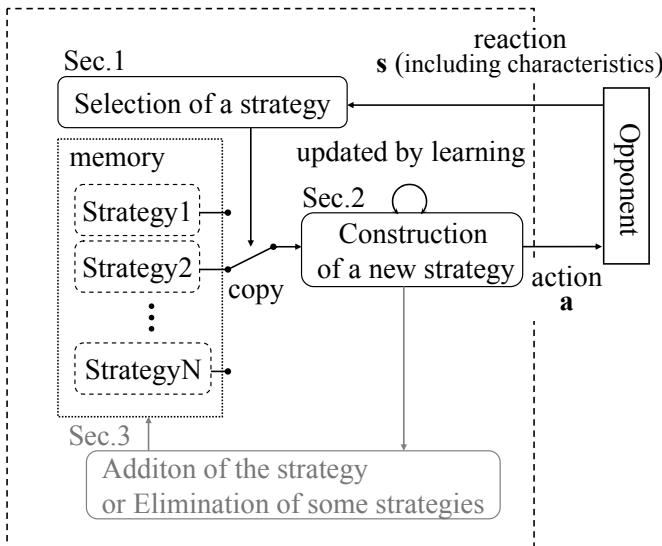 reaction
s (including characteristics)
Sec.1
Selection of a strategy
Opponent
memory
updated by learning
Strategy1
Sec.2
Construction
of a new strategy
Strategy2
copy
action
a
StrategyN
Sec.3
Additon of the strategy
or Elimination of some strategies